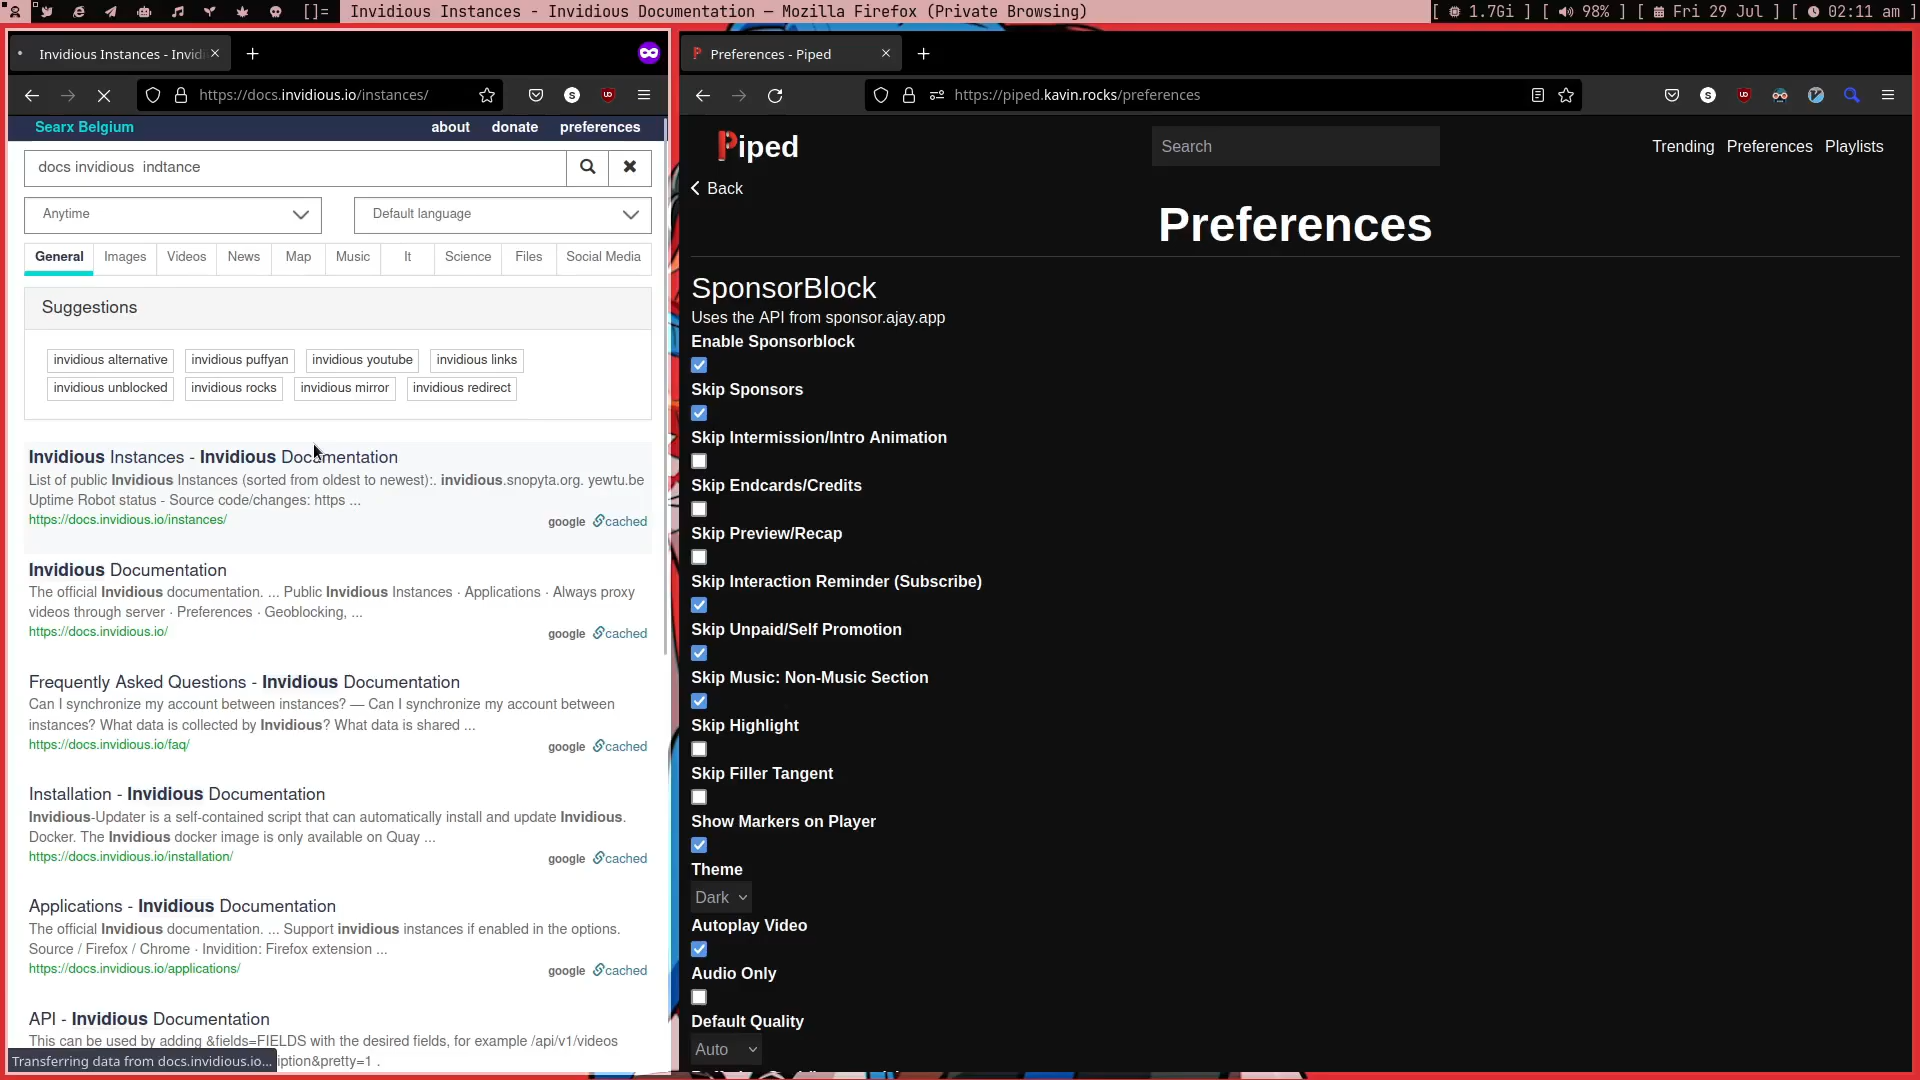 []= Invidious Instances - Invidious Documentation — Mozilla Firefox (Private Browsing) [ 1.7Gi ] [ 98% ] [ Fri 29 Jul ] [ 02:11 am ]
Invidious Instances - Invidi
https://docs.invidious.io/instances/
Searx Belgium about donate preferences
docs invidious  indtance
Anytime Default language
General Images Videos News Map Music It Science Files Social Media
Suggestions
invidious alternative invidious puffyan invidious youtube invidious links
invidious unblocked invidious rocks invidious mirror invidious redirect
Invidious Instances - Invidious Documentation
List of public Invidious Instances (sorted from oldest to newest):. invidious.snopyta.org. yewtu.be
Uptime Robot status - Source code/changes: https ...
https://docs.invidious.io/instances/ google cached
Invidious Documentation
The official Invidious documentation. ... Public Invidious Instances · Applications · Always proxy
videos through server · Preferences · Geoblocking, ...
https://docs.invidious.io/ google cached
Frequently Asked Questions - Invidious Documentation
Can I synchronize my account between instances? — Can I synchronize my account between
instances? What data is collected by Invidious? What data is shared ...
https://docs.invidious.io/faq/ google cached
Installation - Invidious Documentation
Invidious-Updater is a self-contained script that can automatically install and update Invidious.
Docker. The Invidious docker image is only available on Quay ...
https://docs.invidious.io/installation/ google cached
Applications - Invidious Documentation
The official Invidious documentation. ... Support invidious instances if enabled in the options.
Source / Firefox / Chrome · Invidition: Firefox extension ...
https://docs.invidious.io/applications/ google cached
API - Invidious Documentation
This can be used by adding &fields=FIELDS with the desired fields, for example /api/v1/videos
Transferring data from docs.invidious.io... iption&pretty=1 .
Preferences - Piped
https://piped.kavin.rocks/preferences
Piped Search Trending Preferences Playlists
Back
Preferences
SponsorBlock
Uses the API from sponsor.ajay.app
Enable Sponsorblock
Skip Sponsors
Skip Intermission/Intro Animation
Skip Endcards/Credits
Skip Preview/Recap
Skip Interaction Reminder (Subscribe)
Skip Unpaid/Self Promotion
Skip Music: Non-Music Section
Skip Highlight
Skip Filler Tangent
Show Markers on Player
Theme
Dark
Autoplay Video
Audio Only
Default Quality
Auto